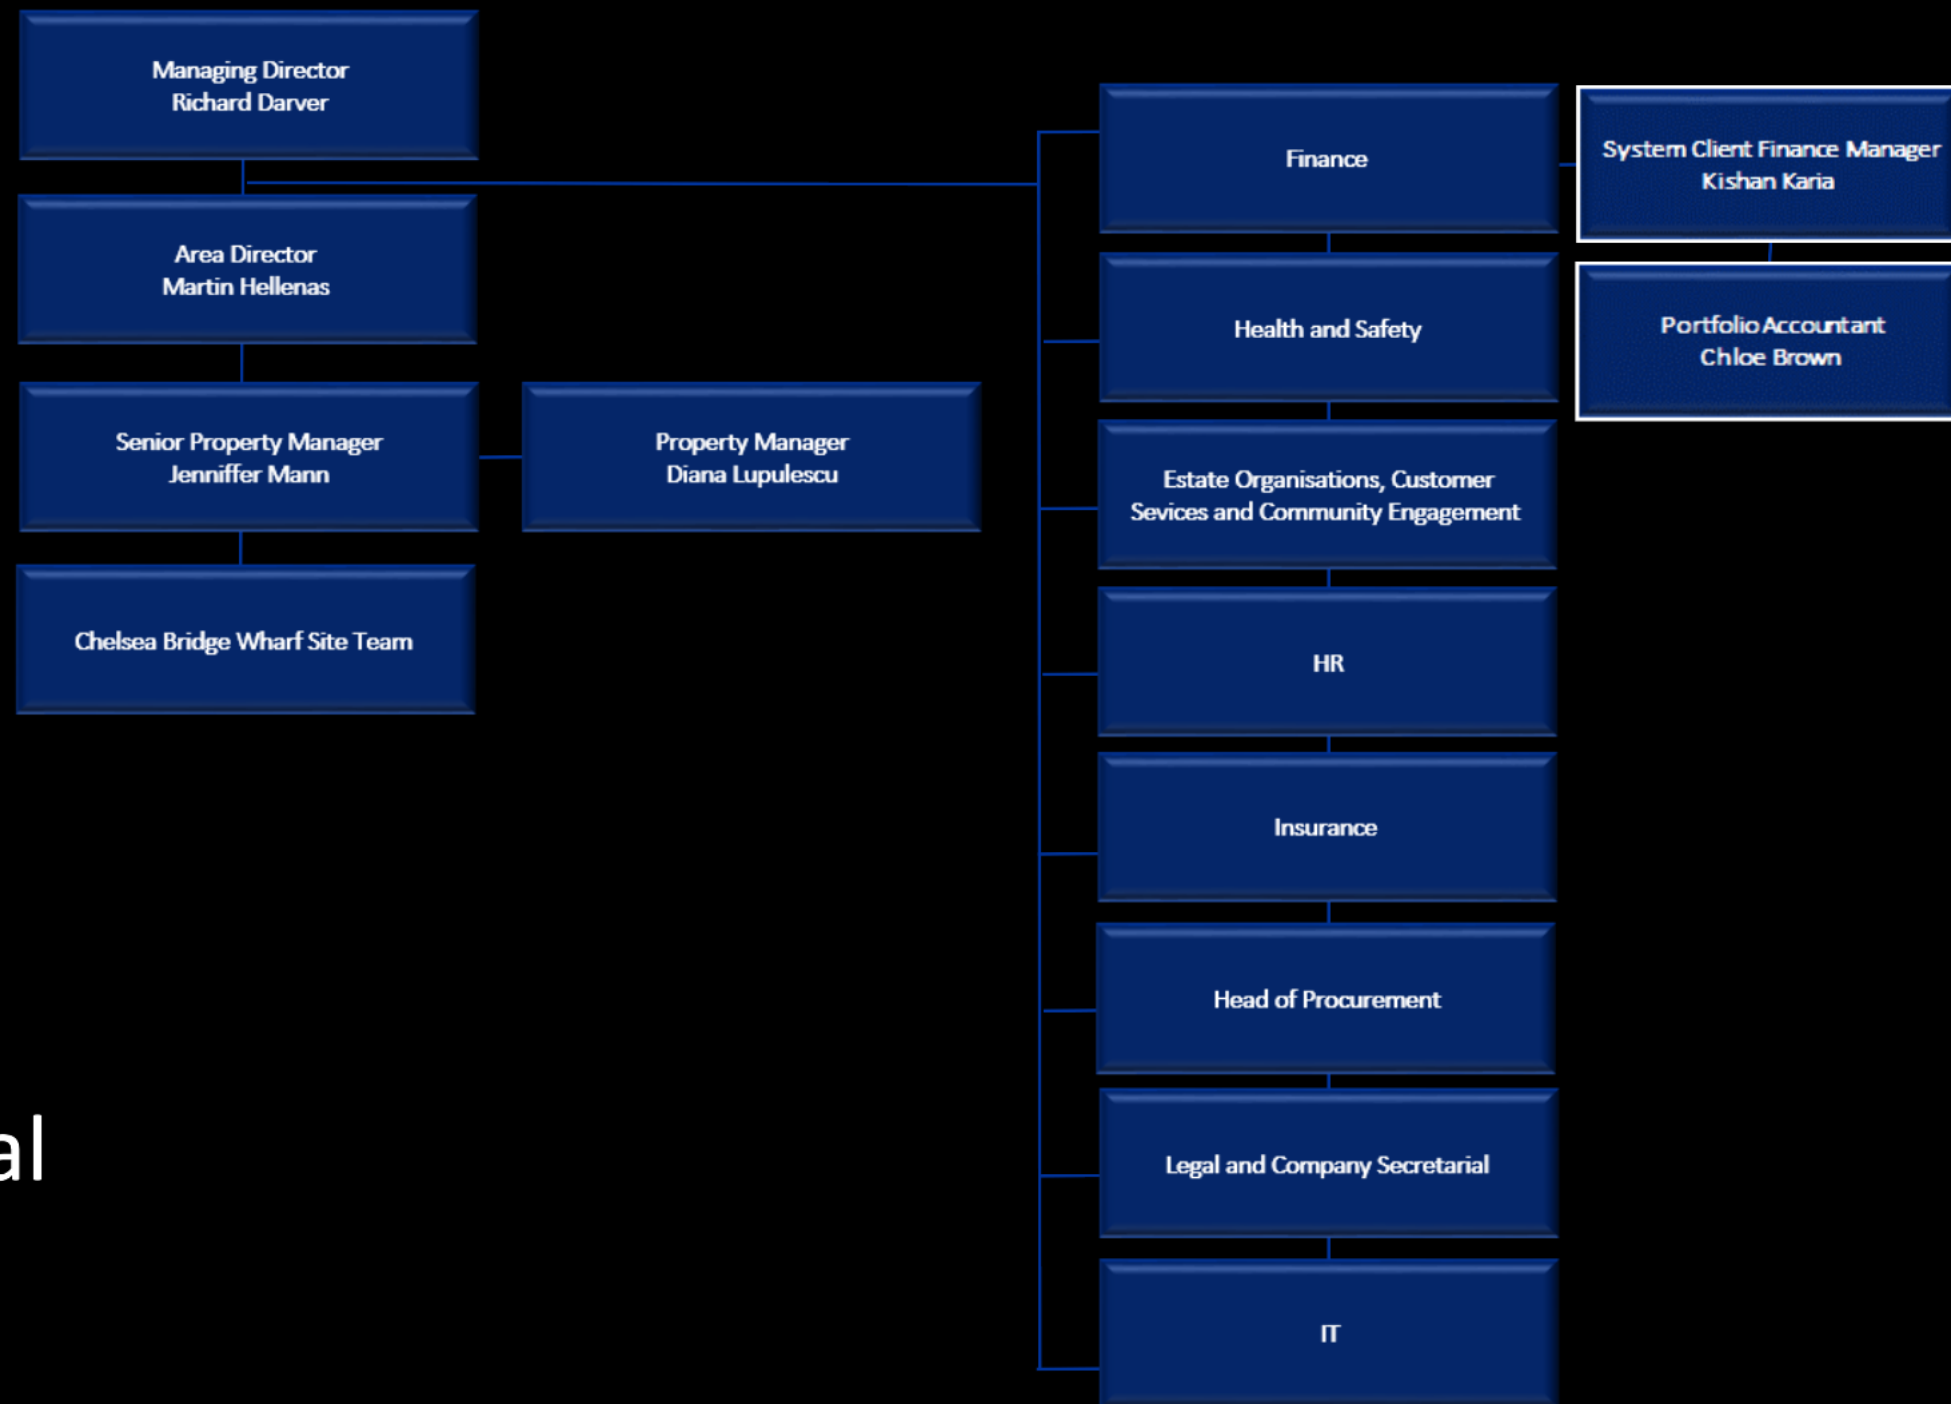 Managing Director
Richard Darver
Area Director
Martin Hellenas
Senior Property Manager
Jenniffer Mann
Property Manager
Diana Lupulescu
Chelsea Bridge Wharf Site Team
Finance
System Client Finance Manager
Kishan Karia
Portfolio Accountant
Chloe Brown
Health and Safety
Estate Organisations, Customer
Sevices and Community Engagement
HR
Insurance
Head of Procurement
Legal and Company Secretarial
IT
al